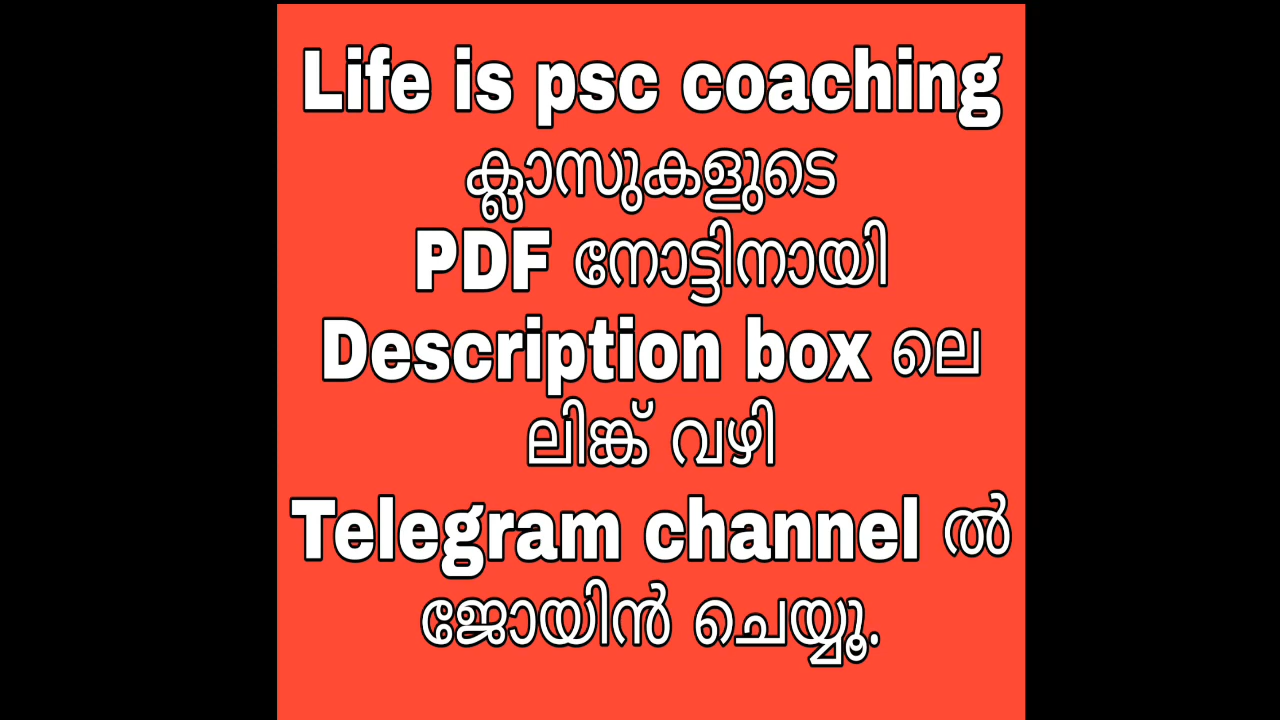 Life is psc coaching
ക്ലാസുകളുടെ
PDF നോട്ടിനായി
Description box ലെ
ലിങ്ക് വഴി
Telegram channel ൽ
ജോയിൻ ചെയ്യൂ.